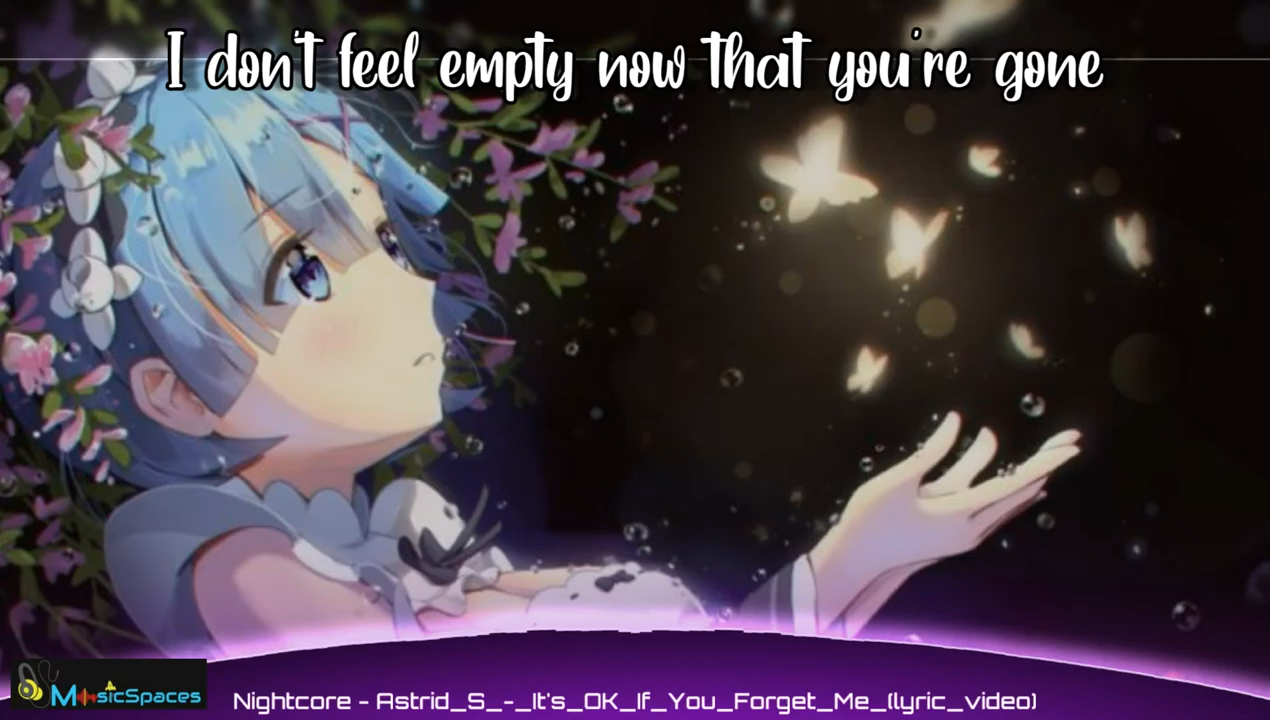 I don't feel empty now that you're gone
MusicSpaces
Nightcore - Astrid_S_-_It's_OK_If_You_Forget_Me_(lyric_video)